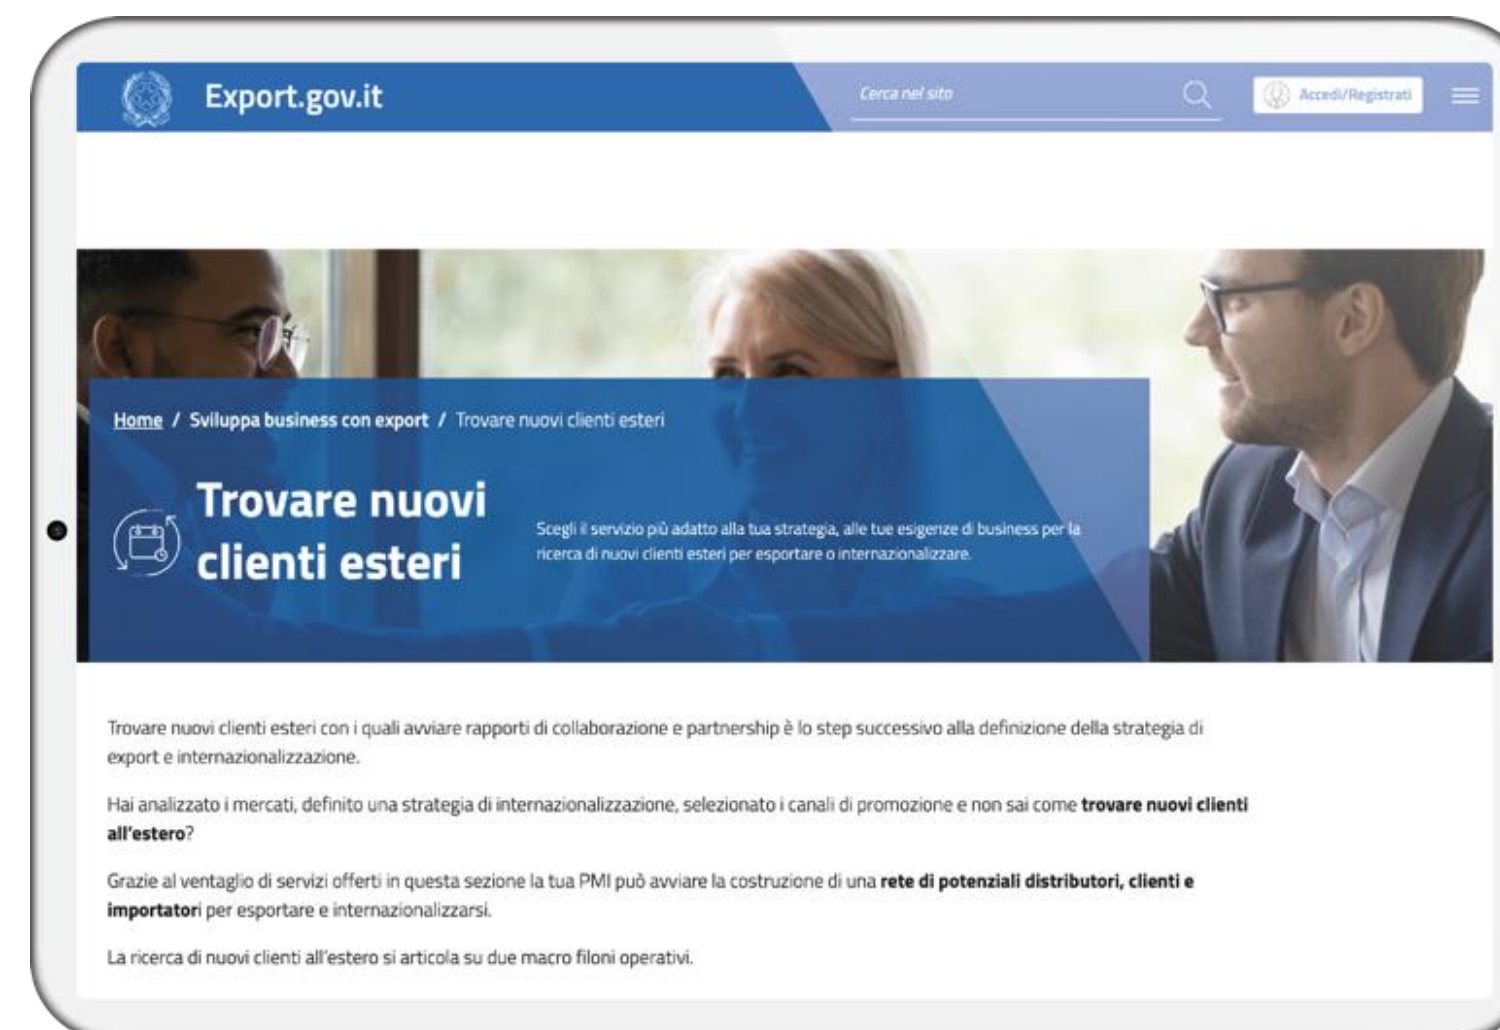 Export.gov.it
Cerca nel sito
Accedi/Registrati
Home / Sviluppa business con export / Trovare nuovi clienti esteri
Trovare nuovi
clienti esteri
Scegli il servizio più adatto alla tua strategia, alle tue esigenze di business per la
ricerca di nuovi clienti esteri per esportare o internazionalizzare.
Trovare nuovi clienti esteri con i quali avviare rapporti di collaborazione e partnership è lo step successivo alla definizione della strategia di
export e internazionalizzazione.
Hai analizzato i mercati, definito una strategia di internazionalizzazione, selezionato i canali di promozione e non sai come trovare nuovi clienti
all'estero?
Grazie al ventaglio di servizi offerti in questa sezione la tua PMI può avviare la costruzione di una rete di potenziali distributori, clienti e
importatori per esportare e internazionalizzarsi.
La ricerca di nuovi clienti all'estero si articola su due macro filoni operativi.